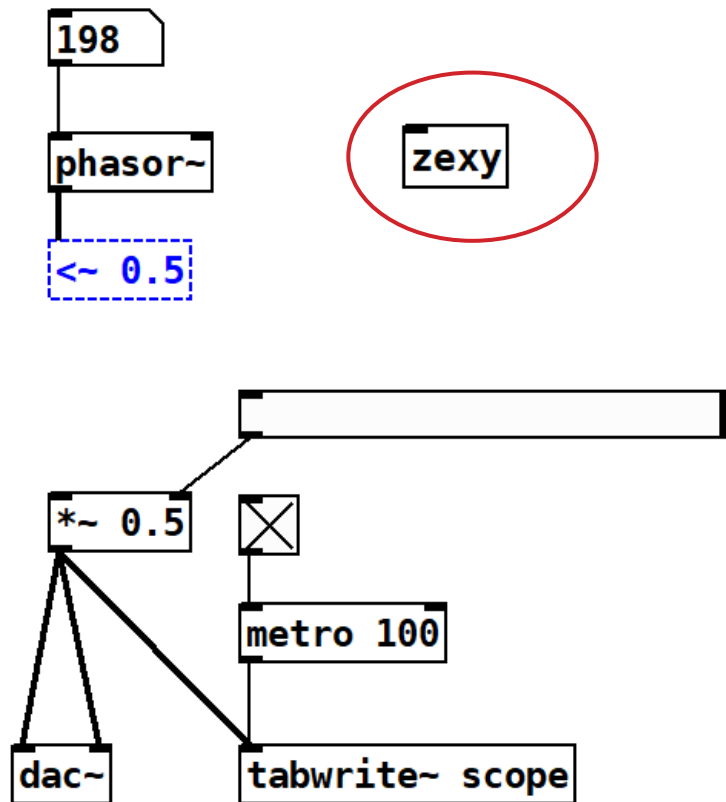 198
phasor~
zexy
<~ 0.5
*~ 0.5
metro 100
dac~
tabwrite~ scope